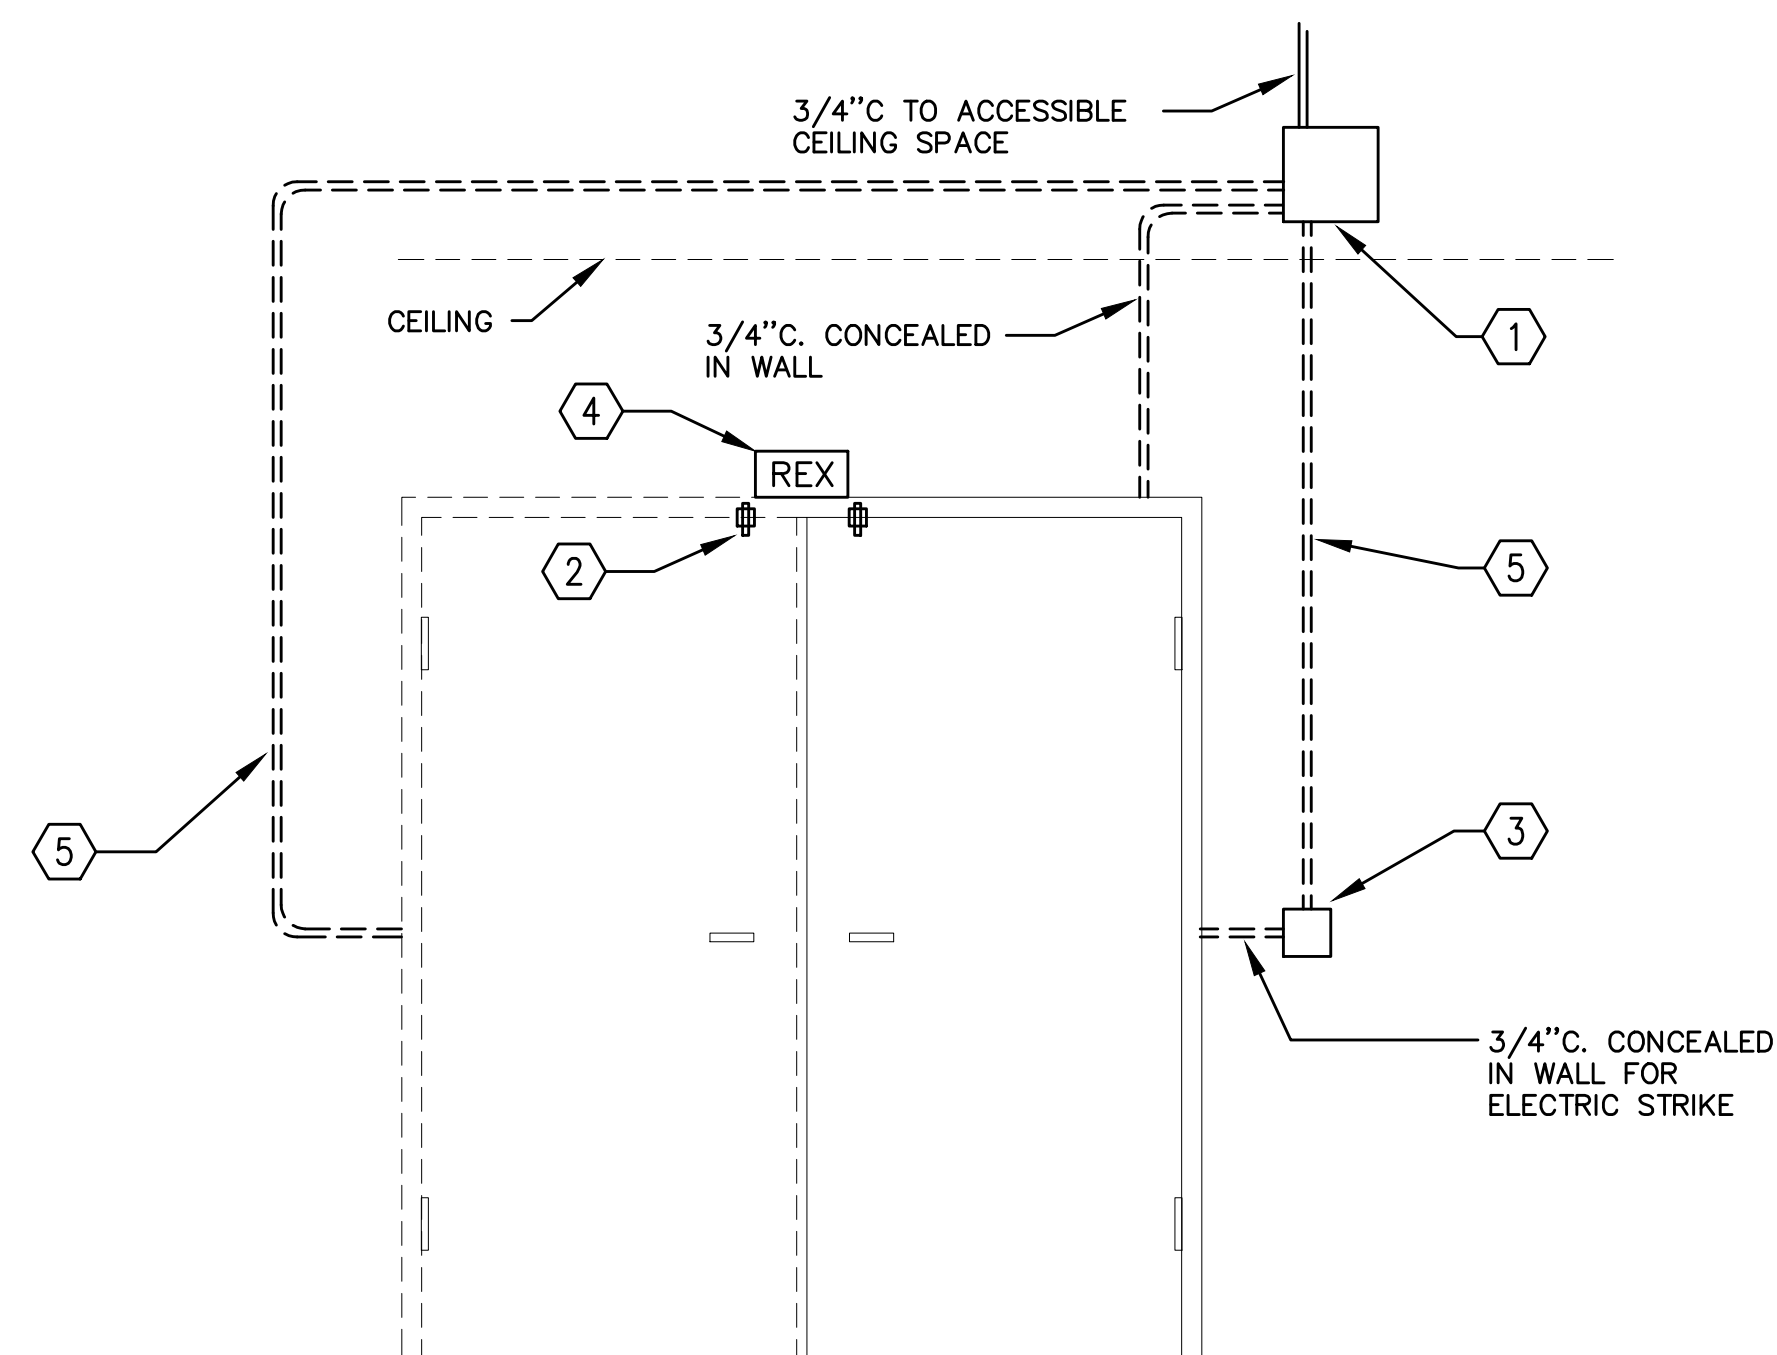 3/4"C TO ACCESSIBLE
CEILING SPACE
CEILING
3/4"C. CONCEALED
IN WALL
1
4
REX
2
5
5
3
3/4"C. CONCEALED
IN WALL FOR
ELECTRIC STRIKE